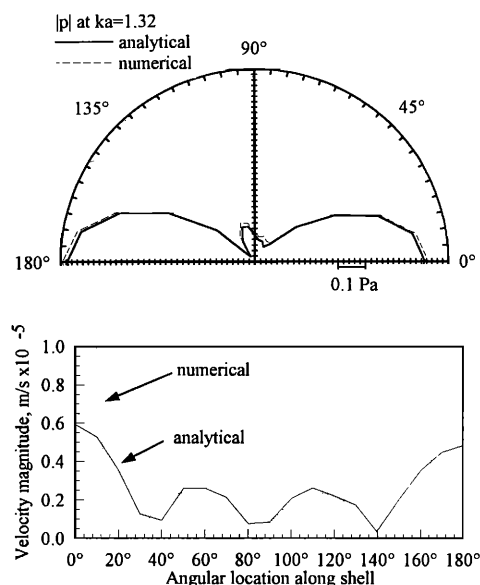 |p| at ka=1.32
analytical
numerical
90°
135°
45°
180°
0°
0.1 Pa
Velocity magnitude, m/s x10 -5
1.0
0.8
0.6
0.4
0.2
0.0
numerical
analytical
0° 20° 40° 60° 80° 100° 120° 140° 160° 180°
Angular location along shell